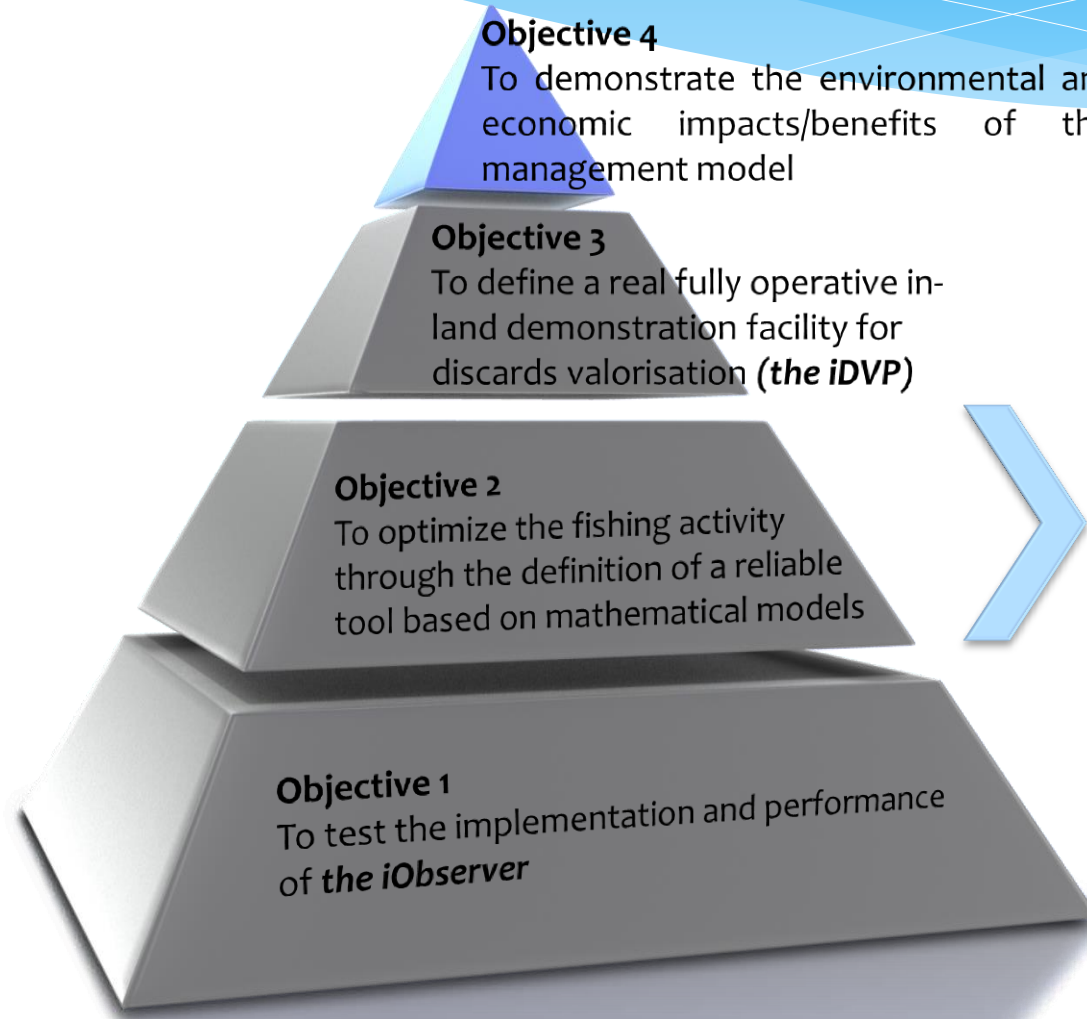 Objective 4
To demonstrate the environmental an
economic impacts/benefits of th
management model
Objective 3
To define a real fully operative in-
land demonstration facility for
discards valorisation (the iDVP)
Objective 2
To optimize the fishing activity
through the definition of a reliable
tool based on mathematical models
Objective 1
To test the implementation and performance
of the iObserver